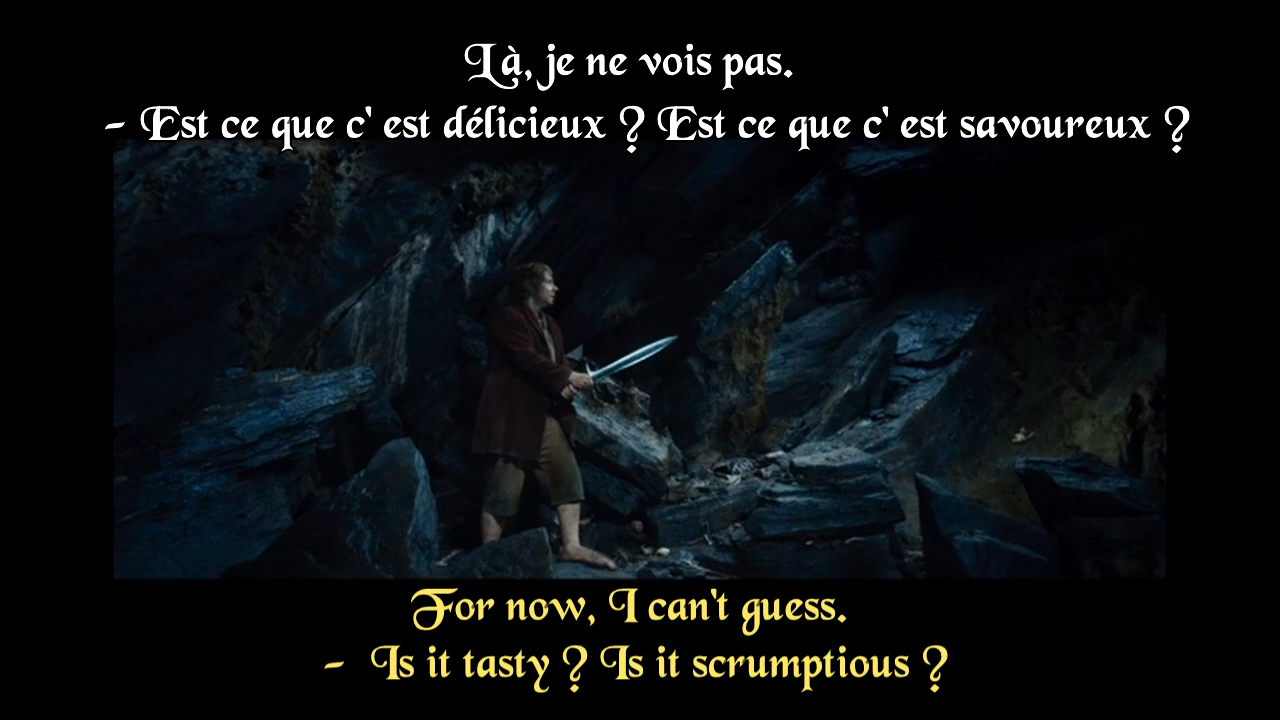 Là, je ne vois pas.
- Est ce que c' est délicieux ? Est ce que c' est savoureux ?
For now, I can't guess.
- Is it tasty ? Is it scrumptious ?